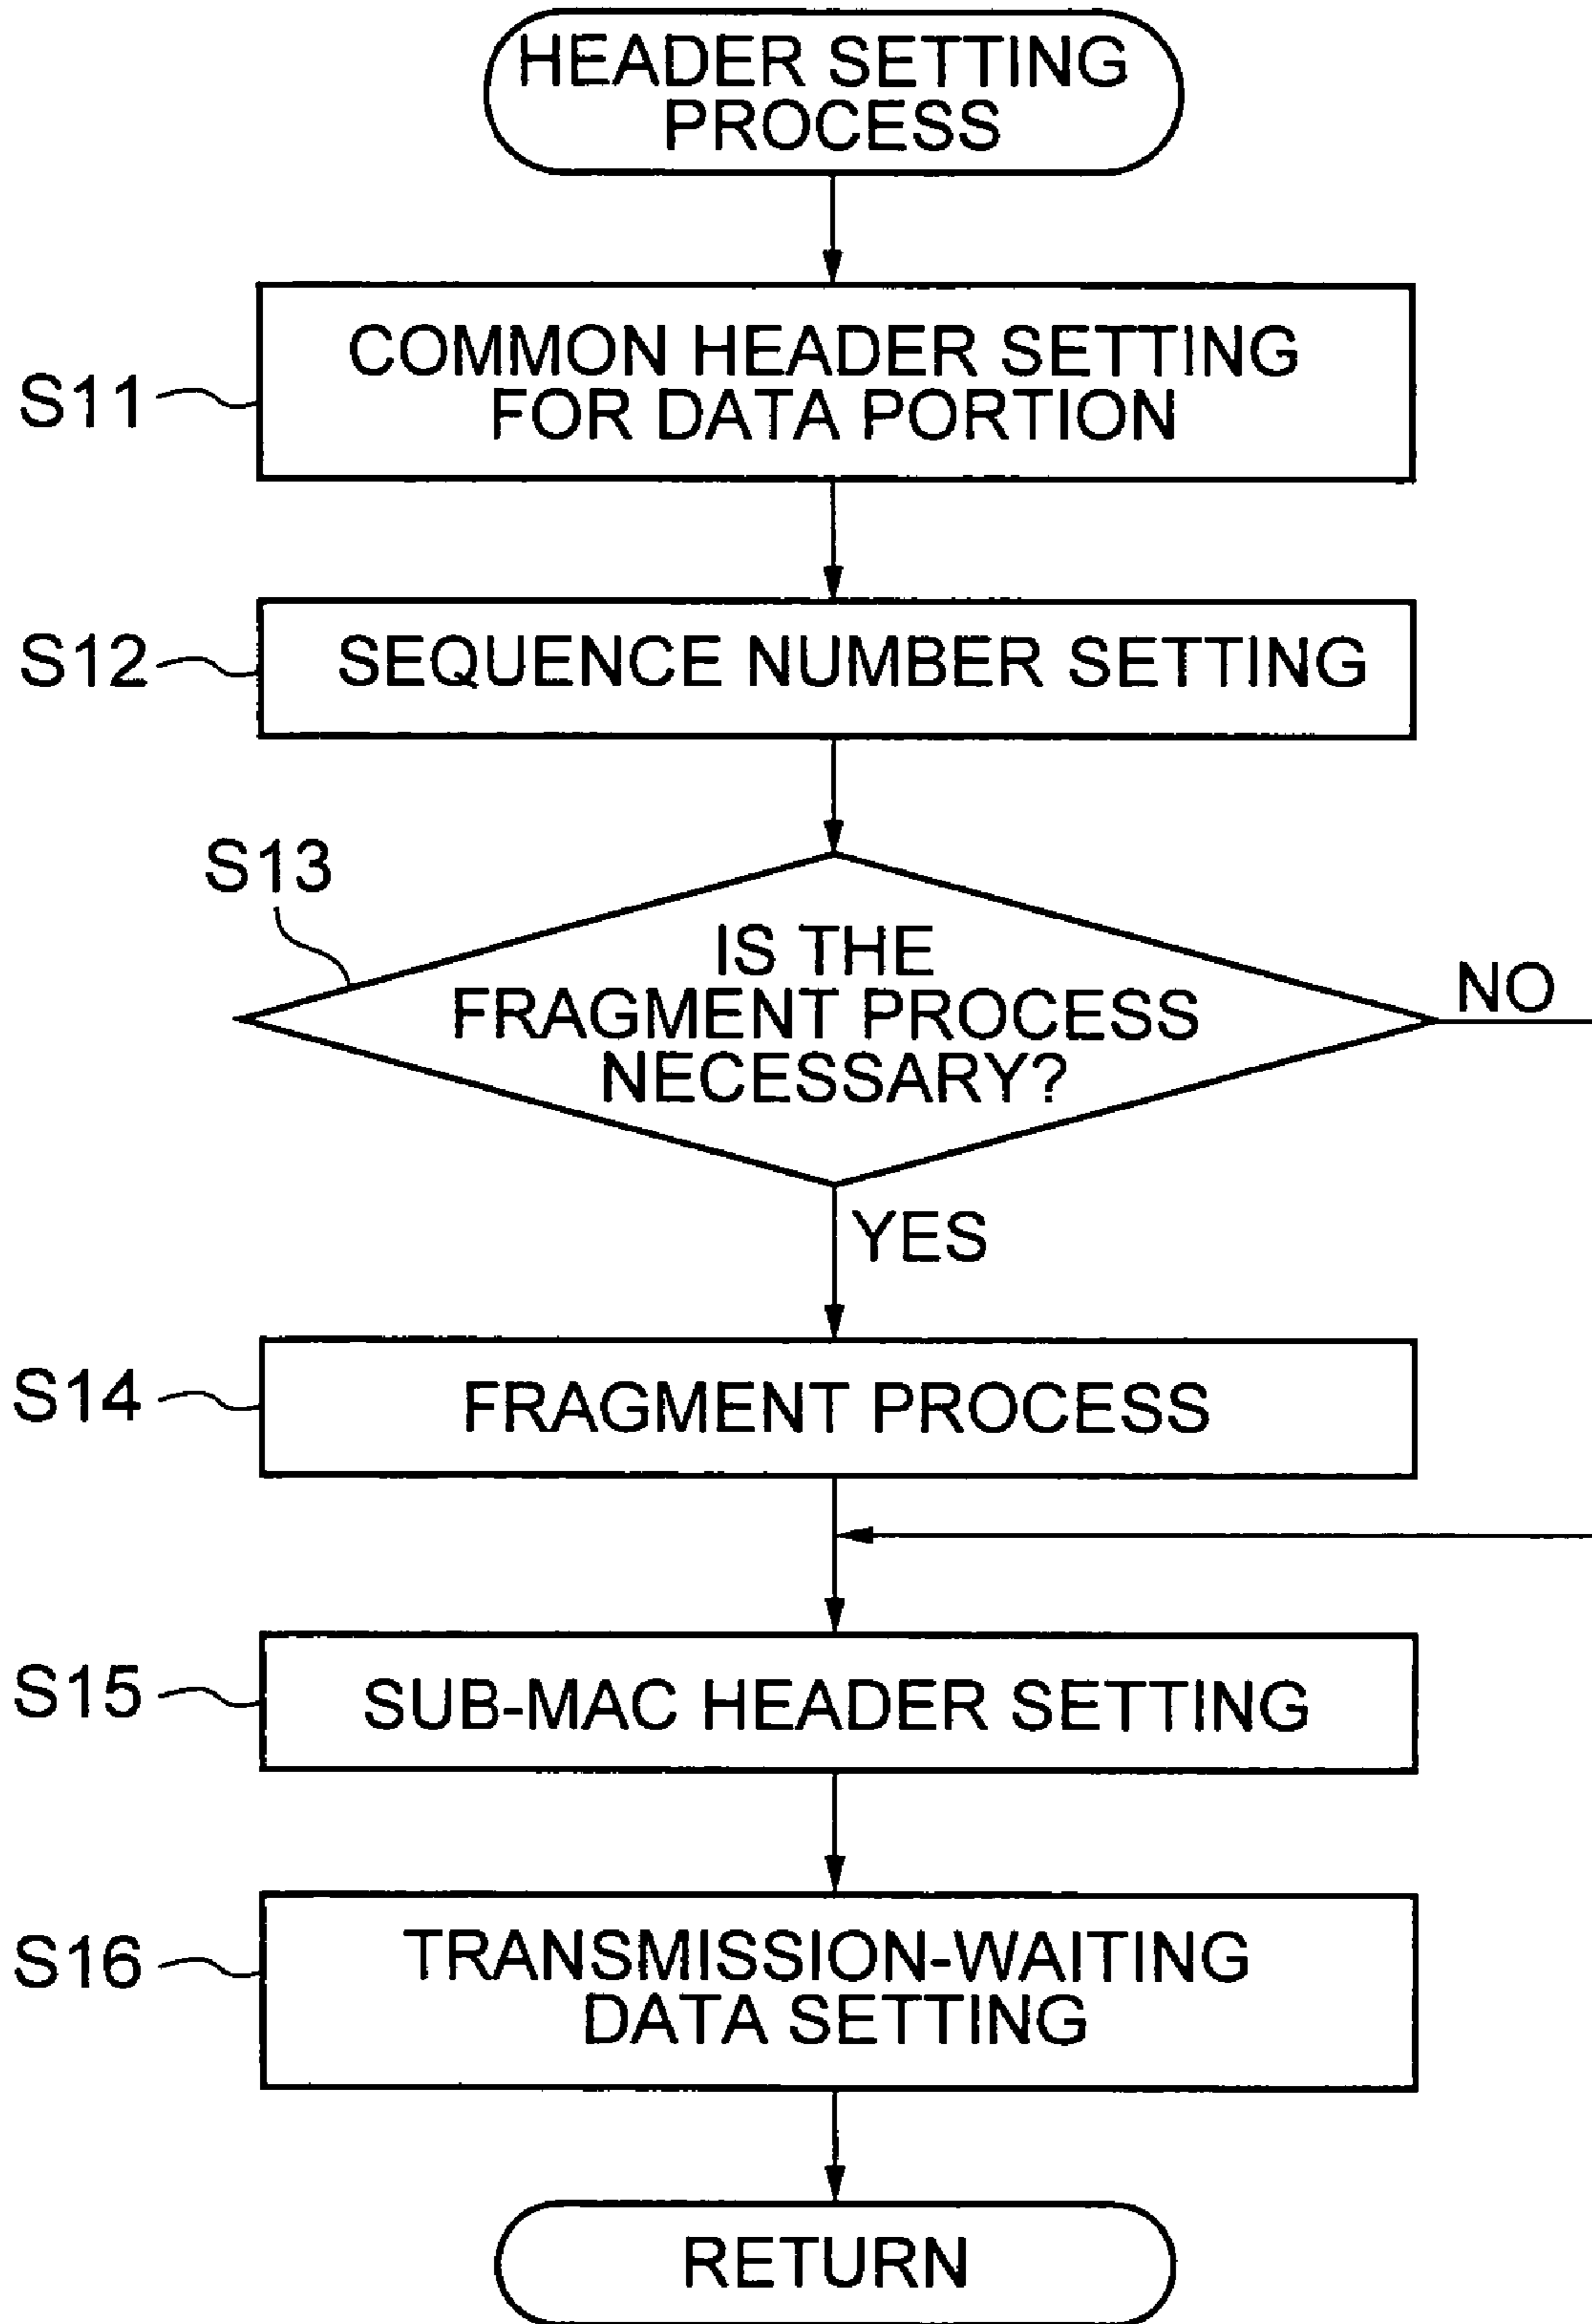 HEADER SETTING
PROCESS
S11
COMMON HEADER SETTING
FOR DATA PORTION
S12
SEQUENCE NUMBER SETTING
S13
IS THE
FRAGMENT PROCESS
NECESSARY?
NO
YES
S14
FRAGMENT PROCESS
S15
SUB-MAC HEADER SETTING
S16
TRANSMISSION-WAITING
DATA SETTING
RETURN